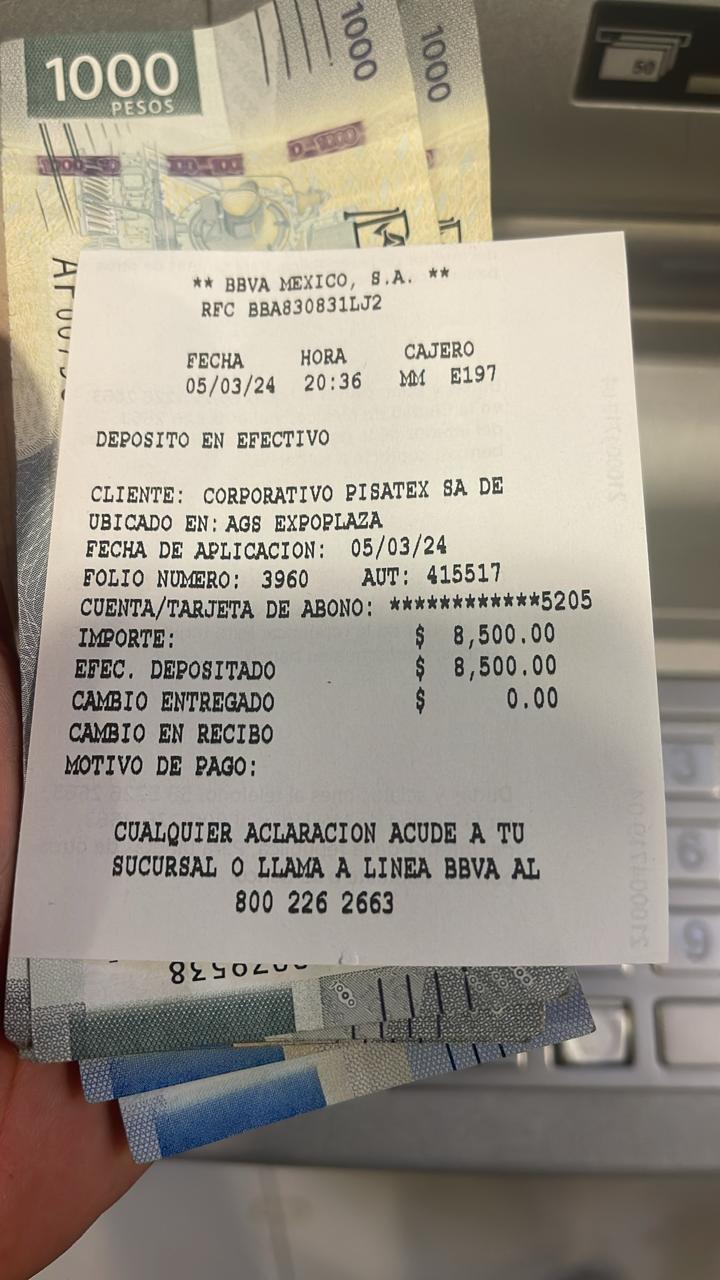 1000
PESOS
1000
1000
50
** BBVA MEXICO, S.A. **
RFC BBA830831LJ2
FECHA HORA CAJERO
05/03/24 20:36 MM E197
DEPOSITO EN EFECTIVO
CLIENTE: CORPORATIVO PISATEX SA DE
UBICADO EN: AGS EXPOPLAZA
FECHA DE APLICACION: 05/03/24
FOLIO NUMERO: 3960 AUT: 415517
CUENTA/TARJETA DE ABONO: ************5205
IMPORTE: $ 8,500.00
EFEC. DEPOSITADO $ 8,500.00
CAMBIO ENTREGADO $ 0.00
CAMBIO EN RECIBO
MOTIVO DE PAGO:
CUALQUIER ACLARACION ACUDE A TU
SUCURSAL O LLAMA A LINEA BBVA AL
800 226 2663
3
6
9